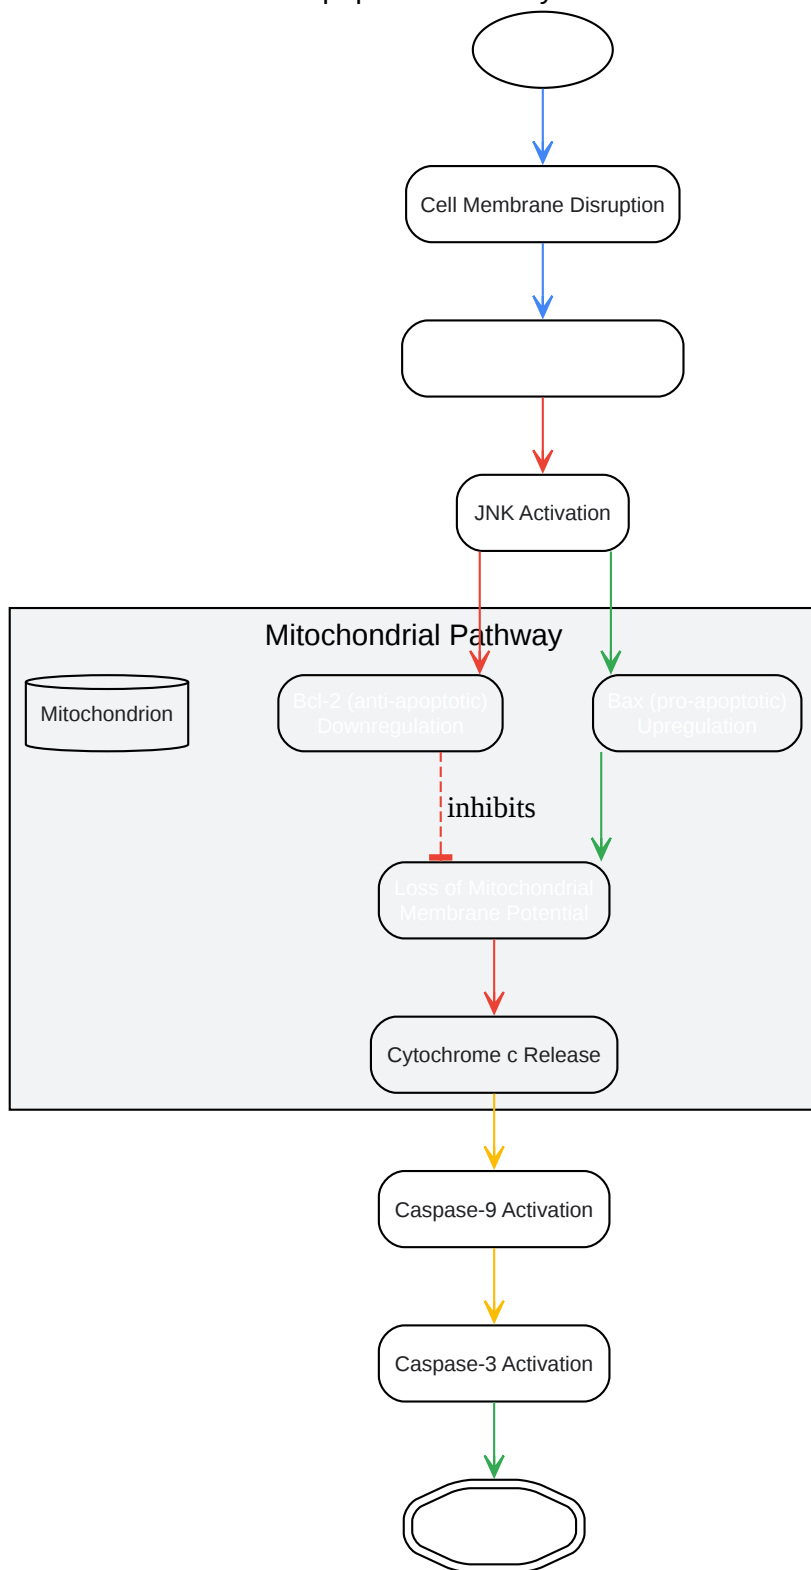 Cell Membrane Disruption
JNK Activation
Mitochondrial Pathway
Mitochondrion
Bcl-2 (anti-apoptotic)
Downregulation
Bax (pro-apoptotic)
Upregulation
inhibits
Loss of Mitochondrial
Membrane Potential
Cytochrome c Release
Caspase-9 Activation
Caspase-3 Activation